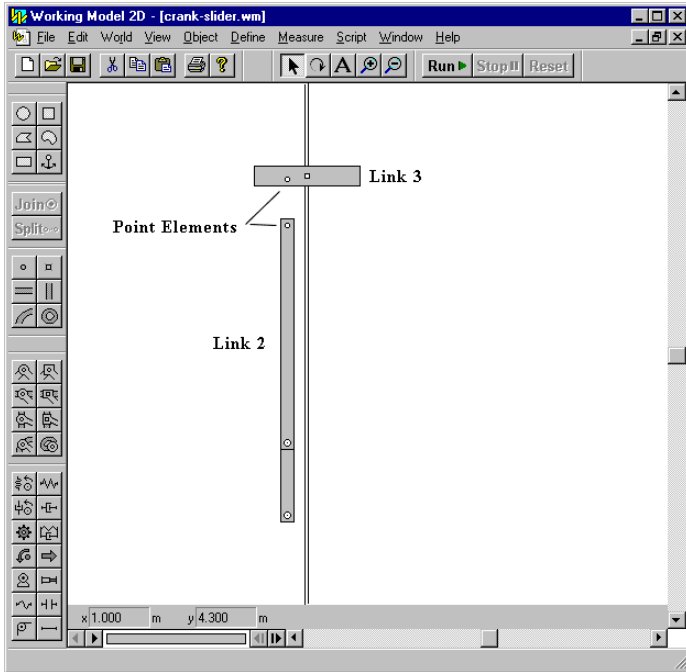 Working Model 2D - [crank-slider.wm]
File Edit World View Object Define Measure Script Window Help
A Run Stop Reset
Link 3
Join
Point Elements
Split
Link 2
x 1.000 m y 4.300 m